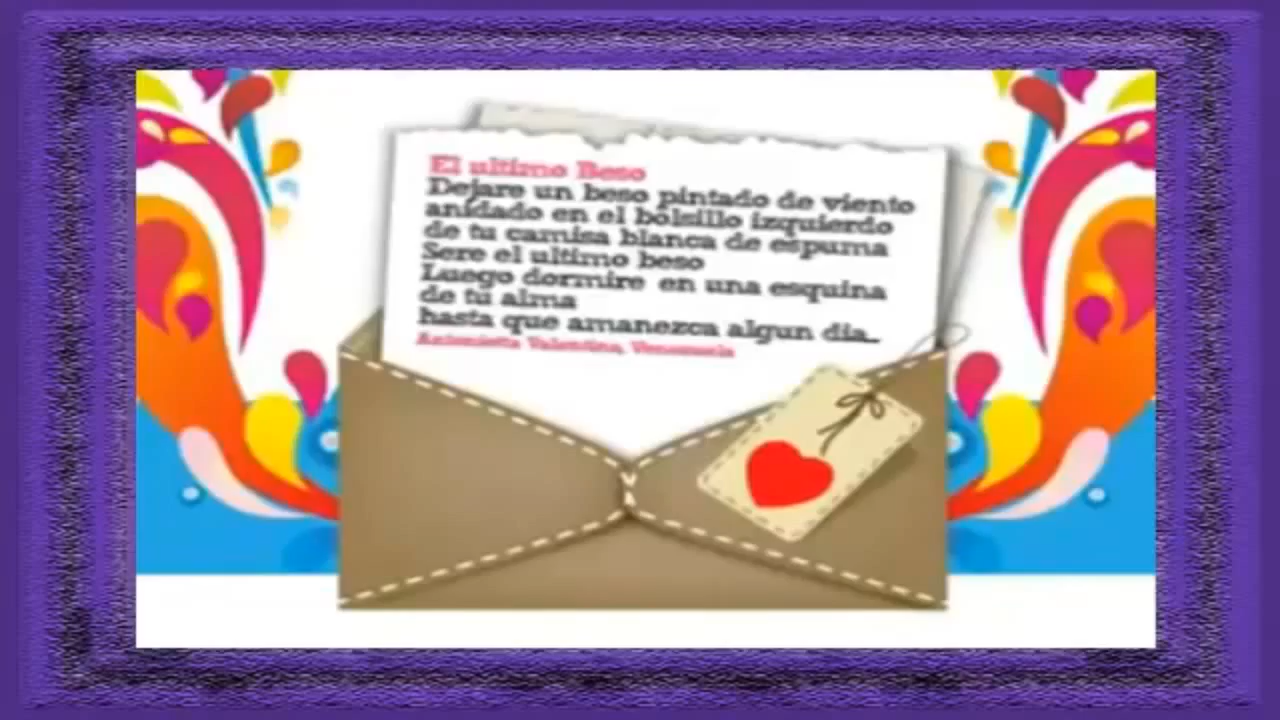 El ultimo Beso
Dejare un beso pintado de viento
anidado en el bolsillo izquierdo
de tu camisa blanca de espuma
Sere el ultimo beso
Luego dormire en una esquina
de tu alma
hasta que amanezca algun dia..
Antonietta Valentina, Venezuela